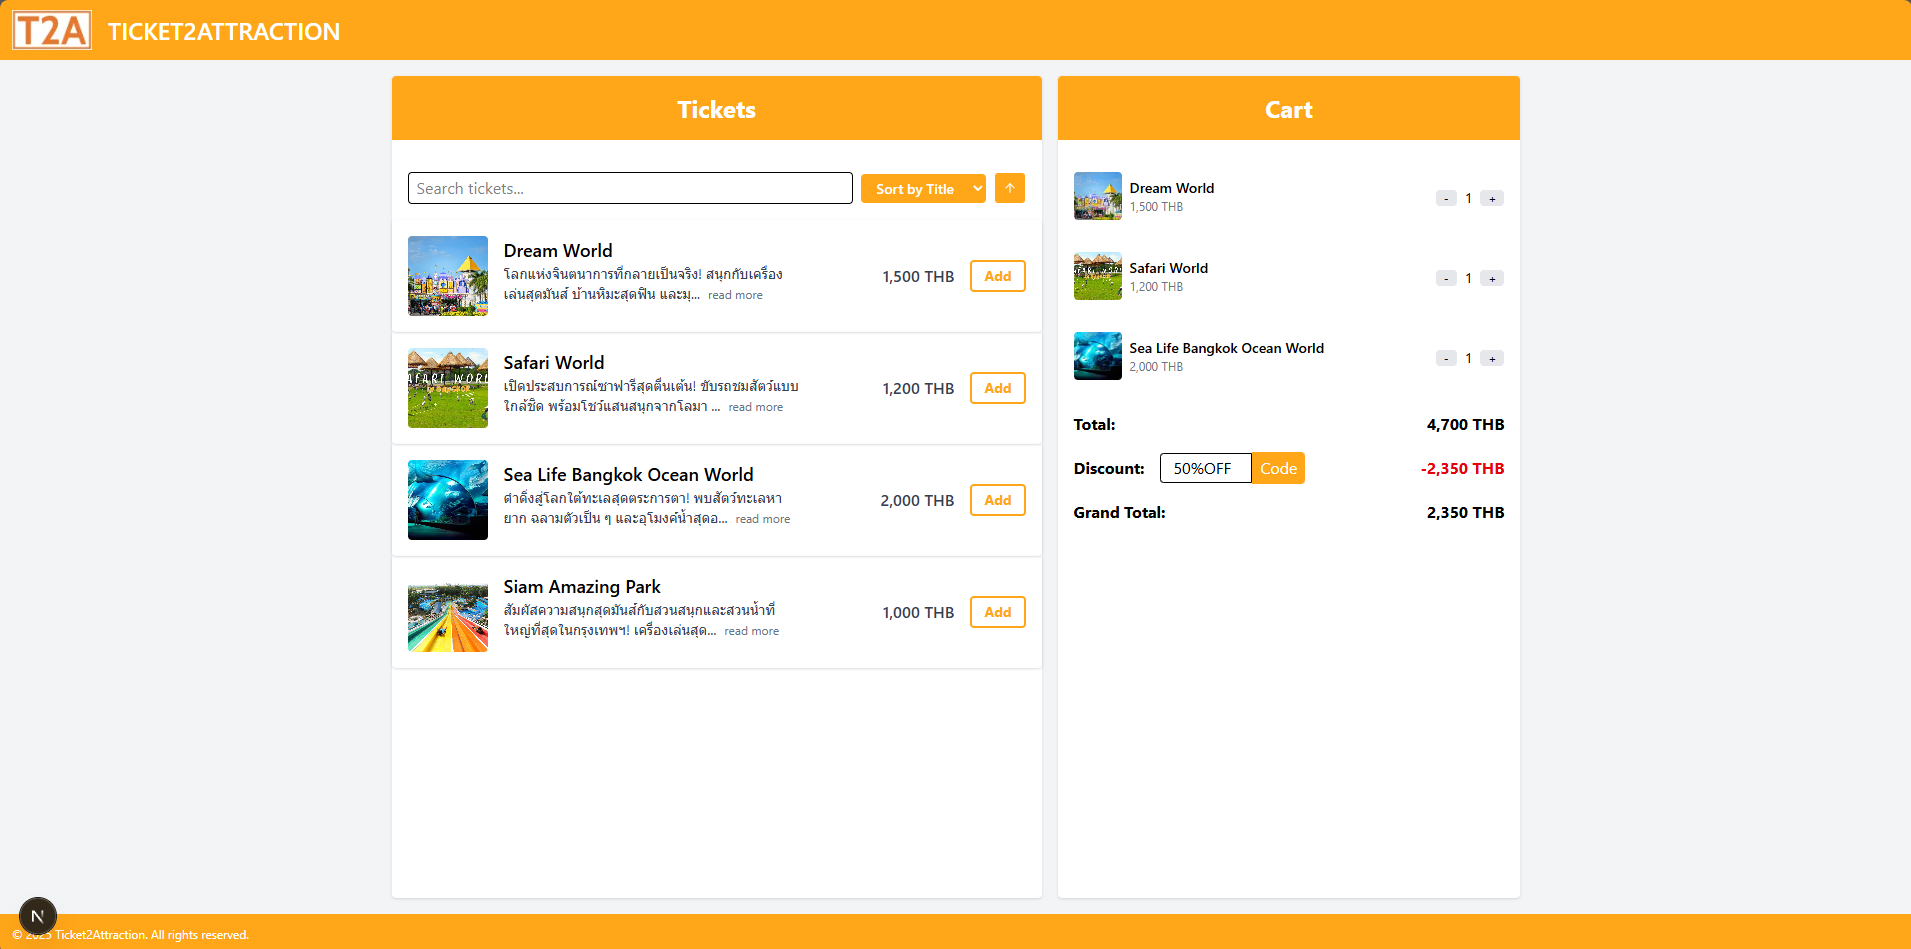 T2A TICKET2ATTRACTION
Tickets
Search tickets...
Sort by Title
↑
Dream World
โลกแห่งจินตนาการที่กลายเป็นจริง! สนุกกับเครื่อง
เล่นสุดมันส์ บ้านหิมะสุดฟิน และมุ... read more
1,500 THB
Add
Safari World
เปิดประสบการณ์ซาฟารีสุดตื่นเต้น! ขับรถชมสัตว์แบบ
ใกล้ชิด พร้อมโชว์แสนสนุกจากโลมา ... read more
1,200 THB
Add
Sea Life Bangkok Ocean World
ดำดิ่งสู่โลกใต้ทะเลสุดตระการตา! พบสัตว์ทะเลหา
ยาก ฉลามตัวเป็น ๆ และอุโมงค์น้ำสุดอ... read more
2,000 THB
Add
Siam Amazing Park
สัมผัสความสนุกสุดมันส์กับสวนสนุกและสวนน้ำที่
ใหญ่ที่สุดในกรุงเทพฯ! เครื่องเล่นสุด... read more
1,000 THB
Add
Cart
Dream World
1,500 THB
- 1 +
Safari World
1,200 THB
- 1 +
Sea Life Bangkok Ocean World
2,000 THB
- 1 +
Total: 4,700 THB
Discount: 50%OFF Code -2,350 THB
Grand Total: 2,350 THB
N
© 2025 Ticket2Attraction. All rights reserved.